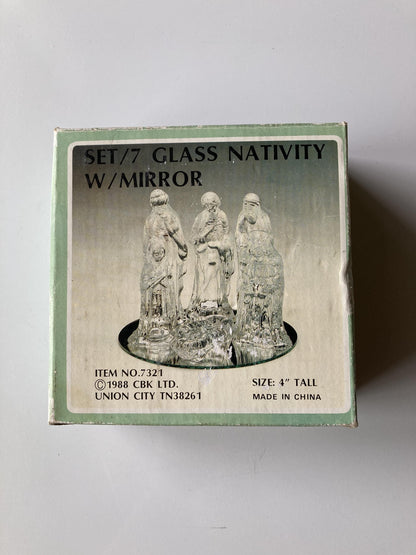 SET/7 GLASS NATIVITY
W/MIRROR
ITEM NO.7321
©1988 CBK LTD.
UNION CITY TN38261
SIZE: 4" TALL
MADE IN CHINA